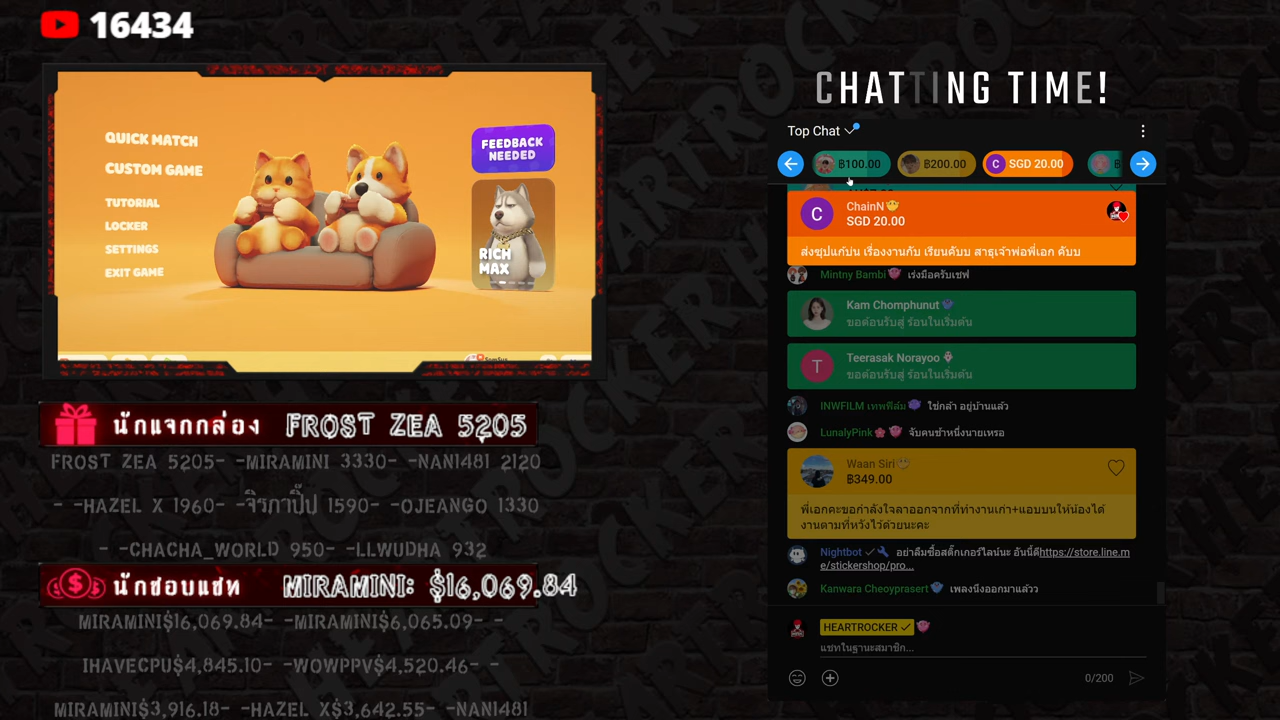 16434
QUICK MATCH
CUSTOM GAME
TUTORIAL
LOCKER
SETTINGS
EXIT GAME
FEEDBACK
NEEDED
RICH
MAX
CHATTING TIME!
Top Chat
฿100.00
฿200.00
C SGD 20.00
C
ChainN
SGD 20.00
ส่งซุปแก้บ่น เรื่องงานกับ เรียนคับบ สาธุเจ้าพ่อพี่เอก คับบ
Mintny Bambi เร่งมือครับเชฟ
Kam Chomphunut
ขอต้อนรับสู่ ร้อนในเริ่มต้น
T
Teerasak Norayoo
ขอต้อนรับสู่ ร้อนในเริ่มต้น
INWFILM เทพฟิล์ม ใช่กล้า อยู่บ้านแล้ว
LunalyPink จับคนซ้าหนึ่งนายเหรอ
Waan Siri
฿349.00
พี่เอกคะขอกำลังใจลาออกจากที่ทำงานเก่า+แอบบนให้น้องได้
งานตามที่หวังไว้ด้วยนะคะ
Nightbot อย่าลืมซื้อสติ๊กเกอร์ไลน์นะ อันนี้ดีhttps://store.line.m
e/stickershop/pro...
Kanwara Cheoyprasert เพลงนึงออกมาแล้วว
HEARTROCKER
แชทในฐานะสมาชิก...
0/200
นักแจกกล่อง FROST ZEA 5205
FROST ZEA 5205- -MIRAMINI 3330- -NAN1481 2120
- -HAZEL X 1960- -จิรภาปิ๊ป 1590- -OJEANGO 1330
- -CHACHA_WORLD 950- -LLWUDHA 932
นักชอบแชท MIRAMINI: $16,069.84
MIRAMINI$16,069.84- -MIRAMINI$6,065.09- -
IHAVECPU$4,845.10- -WOWPPV$4,520.46- -
MIRAMINI$3,916.18- -HAZEL X$3,642.55- -NAN1481